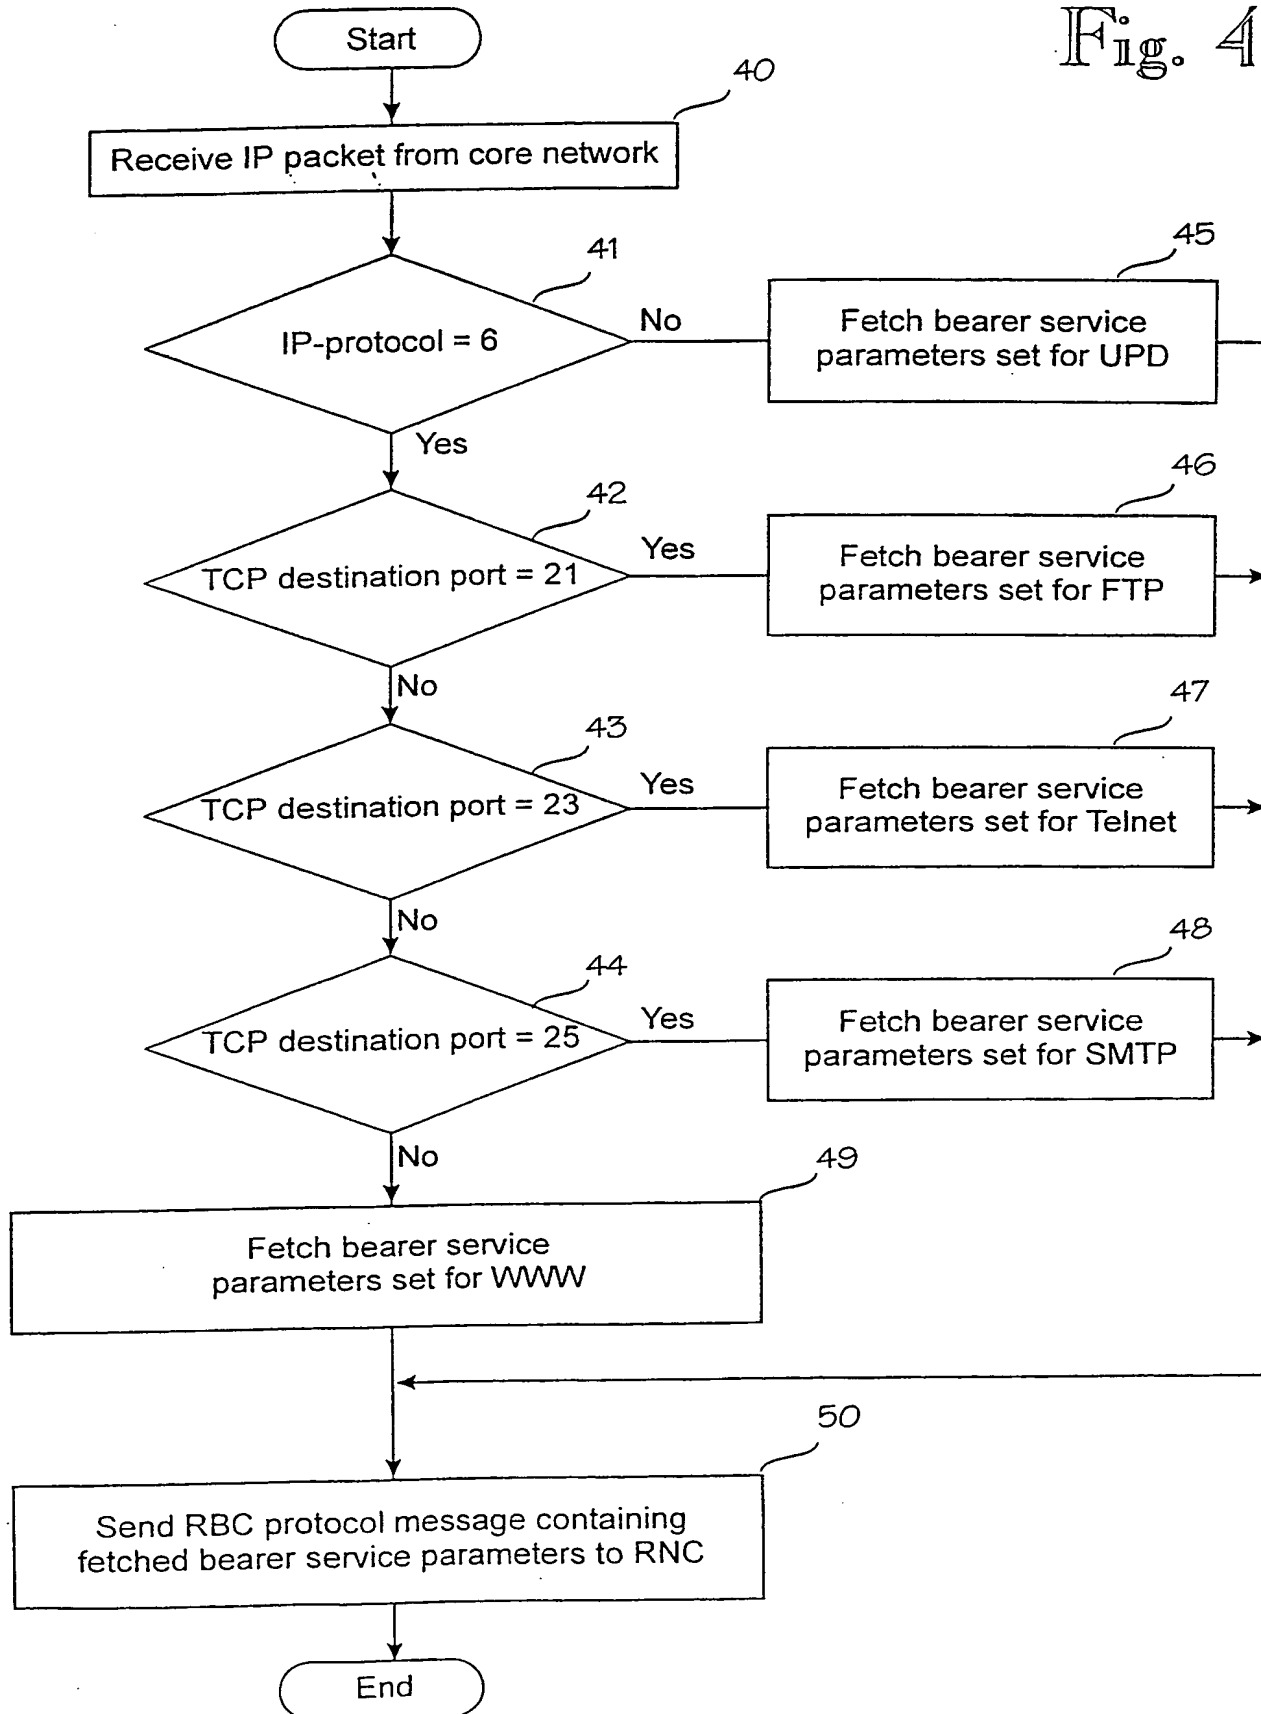 Fig. 4
Start
40
Receive IP packet from core network
41
IP-protocol = 6
No
45
Fetch bearer service
parameters set for UPD
Yes
42
TCP destination port = 21
Yes
46
Fetch bearer service
parameters set for FTP
No
43
TCP destination port = 23
Yes
47
Fetch bearer service
parameters set for Telnet
No
44
TCP destination port = 25
Yes
48
Fetch bearer service
parameters set for SMTP
No
49
Fetch bearer service
parameters set for WWW
50
Send RBC protocol message containing
fetched bearer service parameters to RNC
End